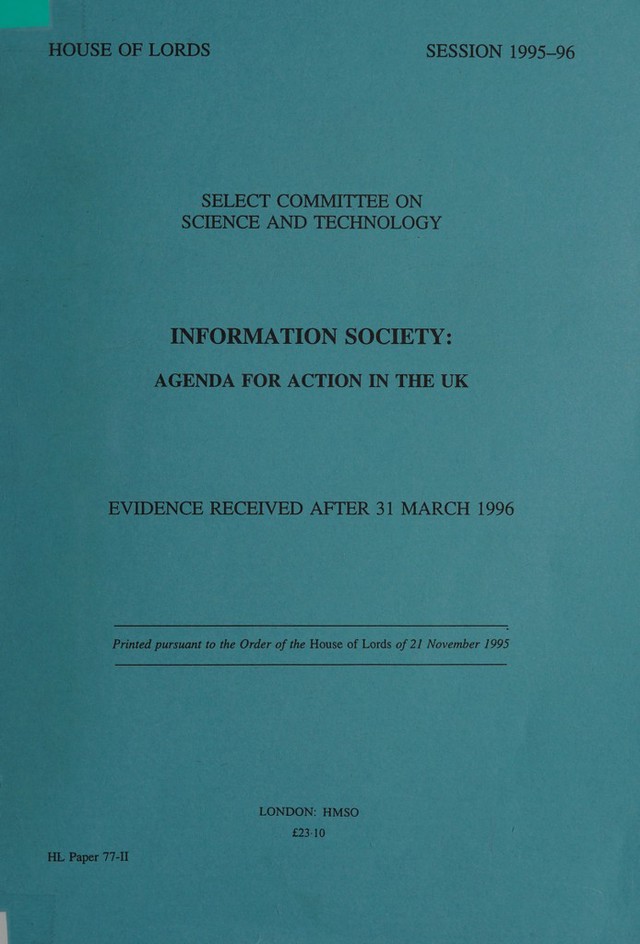 HOUSE OF LORDS SESSION 1995–96
SELECT COMMITTEE ON
SCIENCE AND TECHNOLOGY
INFORMATION SOCIETY:
AGENDA FOR ACTION IN THE UK
EVIDENCE RECEIVED AFTER 31 MARCH 1996
Printed pursuant to the Order of the House of Lords of 21 November 1995
LONDON: HMSO
£23·10
HL Paper 77-II